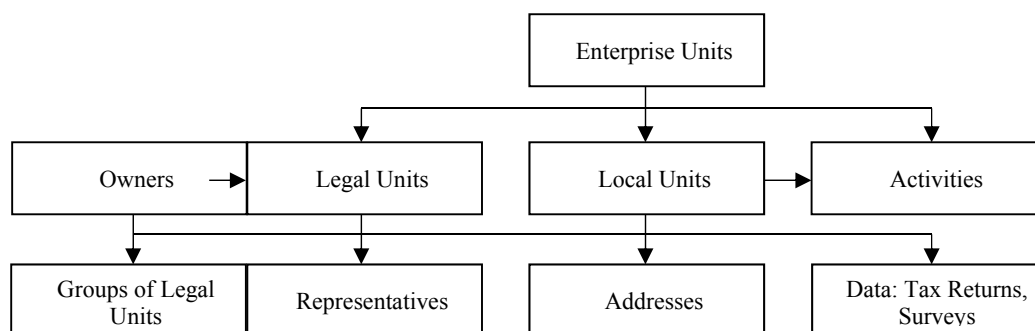 Enterprise Units
Owners
Legal Units
Local Units
Activities
Groups of Legal
Units
Representatives
Addresses
Data: Tax Returns,
Surveys